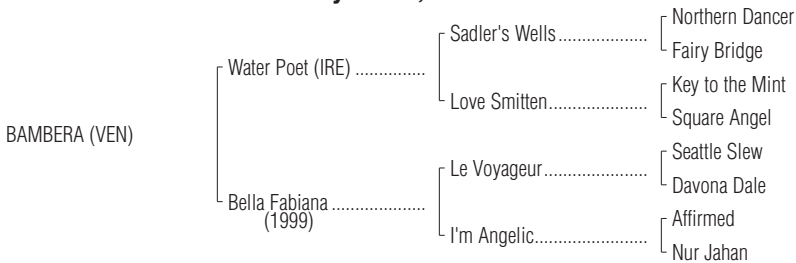 Northern Dancer
Sadler's Wells....................
Fairy Bridge
Water Poet (IRE) ...............
Key to the Mint
Love Smitten......................
Square Angel
BAMBERA (VEN)
Seattle Slew
Le Voyageur.......................
Davona Dale
Bella Fabiana ....................
(1999)
Affirmed
I'm Angelic.........................
Nur Jahan